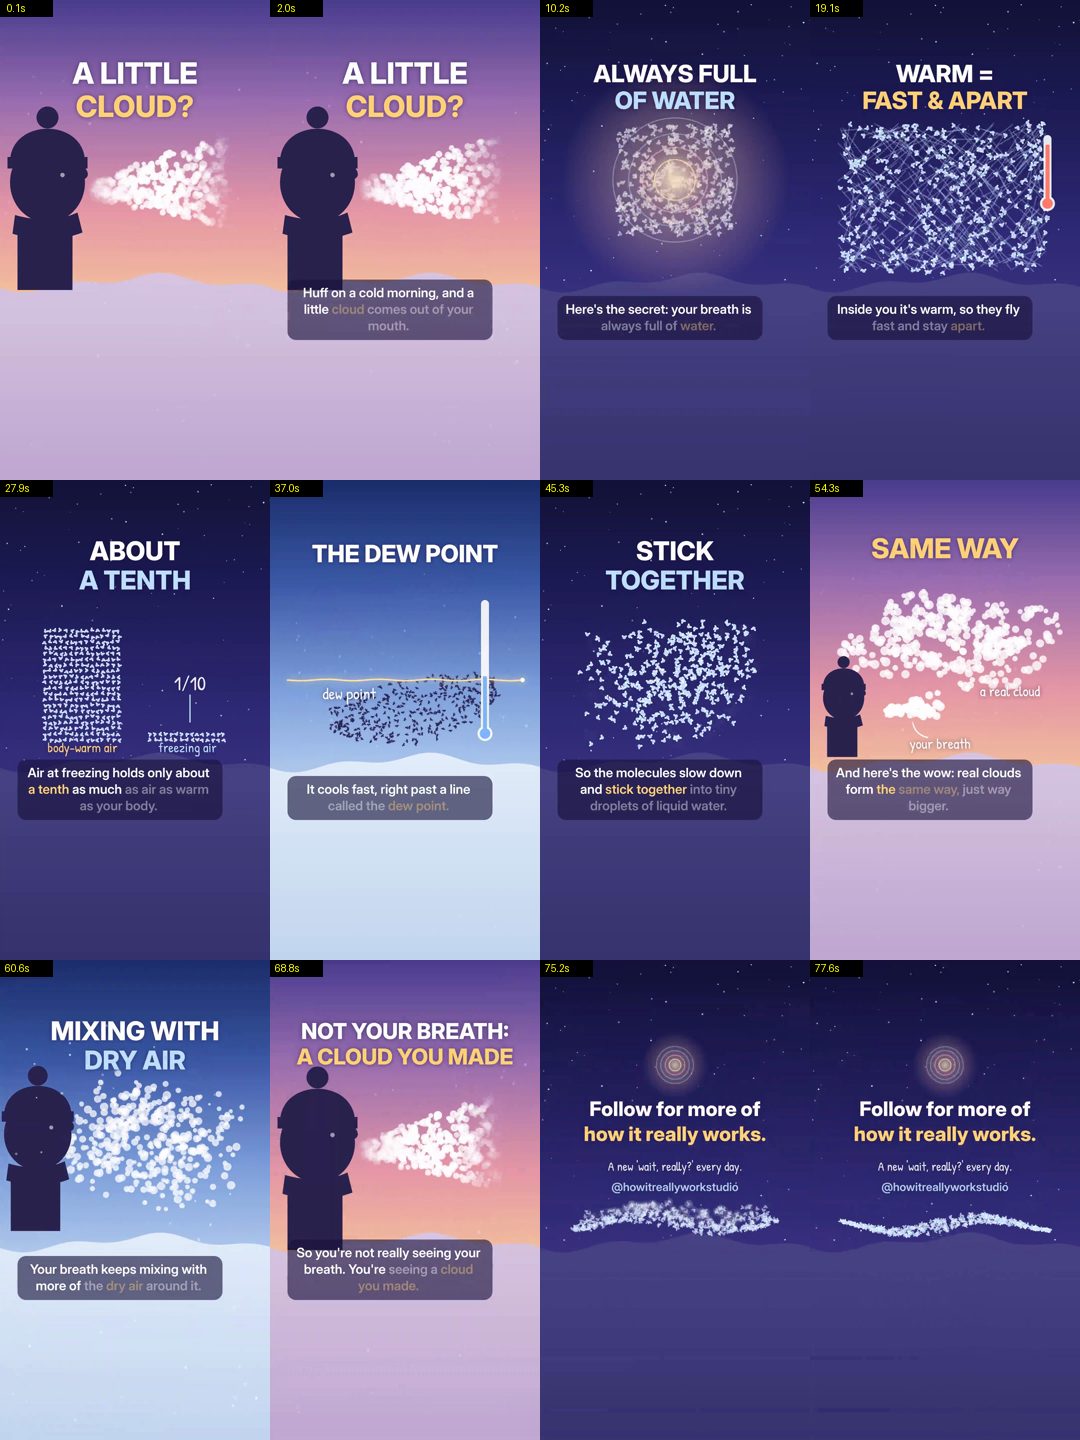 0.1s
A LITTLE
CLOUD?
2.0s
A LITTLE
CLOUD?
Huff on a cold morning, and a
little cloud comes out of your
mouth.
10.2s
ALWAYS FULL
OF WATER
Here's the secret: your breath is
always full of water.
19.1s
WARM =
FAST & APART
Inside you it's warm, so they fly
fast and stay apart.
27.9s
ABOUT
A TENTH
1/10
body-warm air
freezing air
Air at freezing holds only about
a tenth as much as air as warm
as your body.
37.0s
THE DEW POINT
dew point
It cools fast, right past a line
called the dew point.
45.3s
STICK
TOGETHER
So the molecules slow down
and stick together into tiny
droplets of liquid water.
54.3s
SAME WAY
a real cloud
your breath
And here's the wow: real clouds
form the same way, just way
bigger.
60.6s
MIXING WITH
DRY AIR
Your breath keeps mixing with
more of the dry air around it.
68.8s
NOT YOUR BREATH:
A CLOUD YOU MADE
So you're not really seeing your
breath. You're seeing a cloud
you made.
75.2s
Follow for more of
how it really works.
A new 'wait, really?' every day.
@howitreallyworkstudio
77.6s
Follow for more of
how it really works.
A new 'wait, really?' every day.
@howitreallyworkstudio